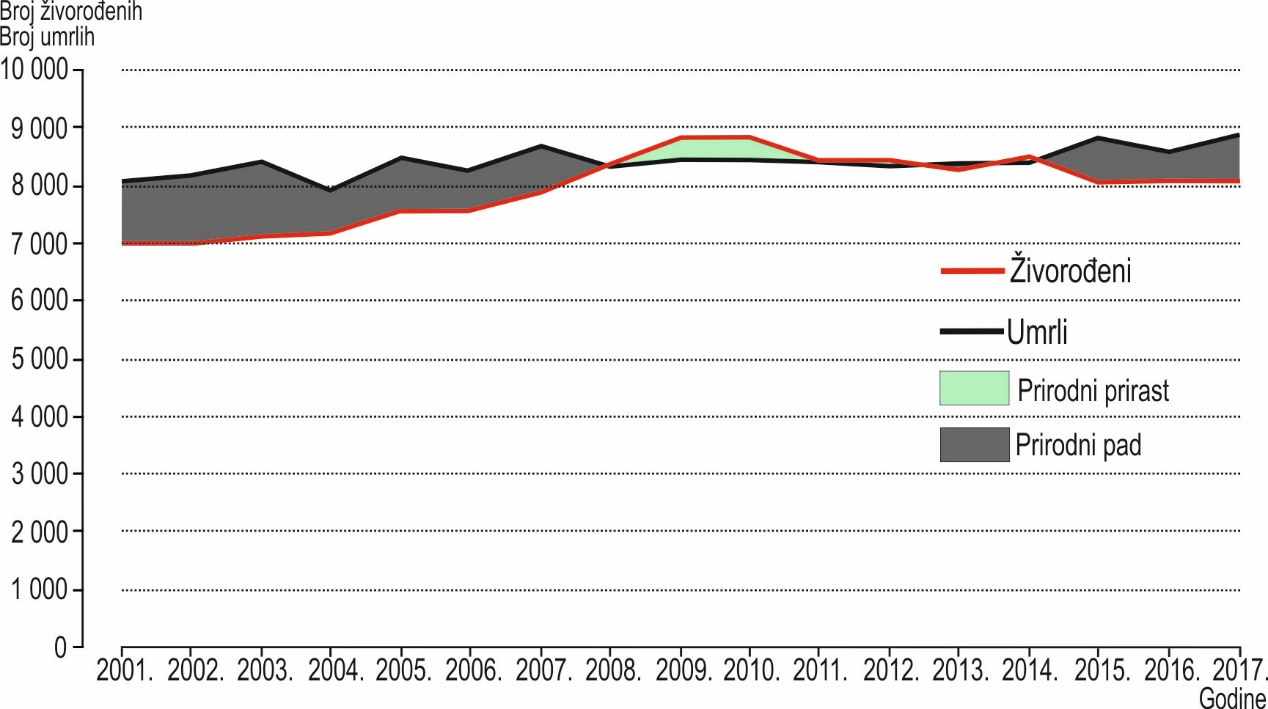 Broj živorođenih
Broj umrlih
10 000
9 000
8 000
7 000
6 000
5 000
4 000
3 000
2 000
1 000
0
Živorođeni
Umrli
Prirodni prirast
Prirodni pad
2001. 2002. 2003. 2004. 2005. 2006. 2007. 2008. 2009. 2010. 2011. 2012. 2013. 2014. 2015. 2016. 2017.
Godine